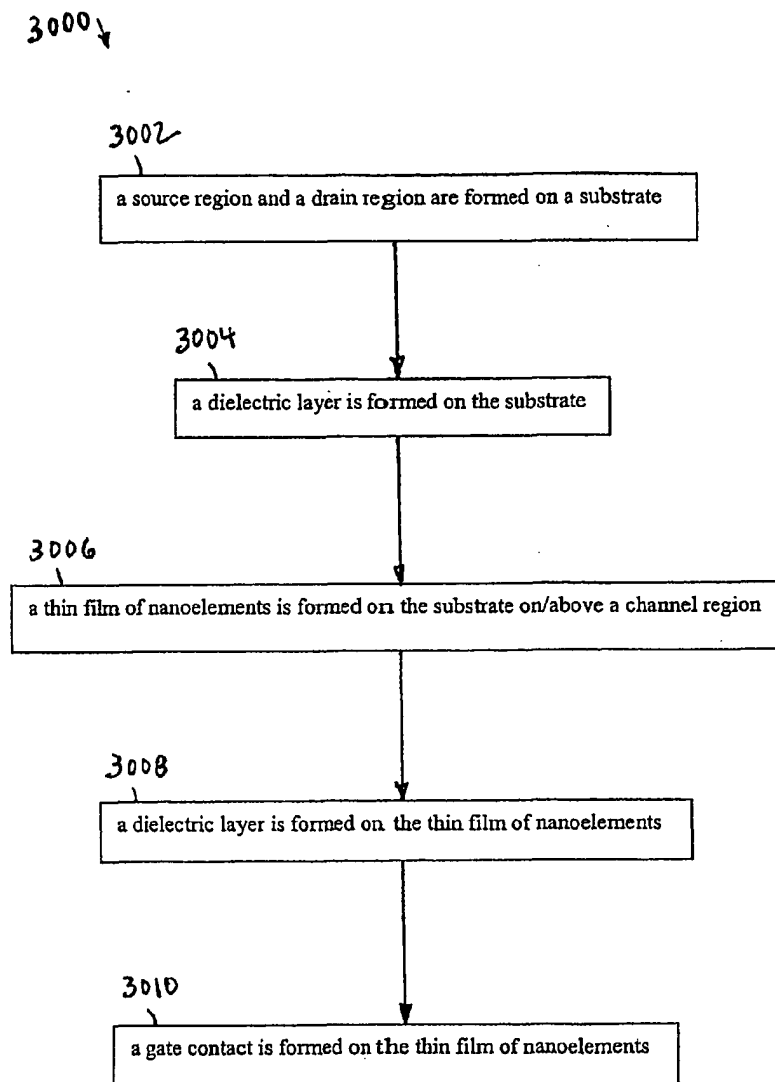 3000
3002
a source region and a drain region are formed on a substrate
3004
a dielectric layer is formed on the substrate
3006
a thin film of nanoelements is formed on the substrate on/above a channel region
3008
a dielectric layer is formed on the thin film of nanoelements
3010
a gate contact is formed on the thin film of nanoelements